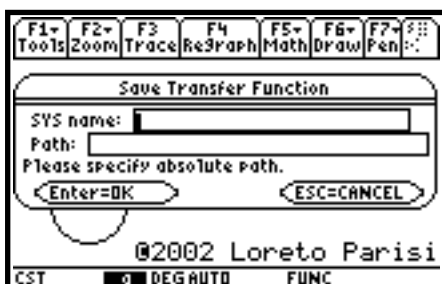 F1 F2 F3 F4 F5 F6 F7
Tools Zoom Trace ReGraph Math Draw Pen
Save Transfer Function
SYS name:
Path:
Please specify absolute path.
Enter=OK ESC=CANCEL
©2002 Loreto Parisi
CST DEG AUTO FUNC